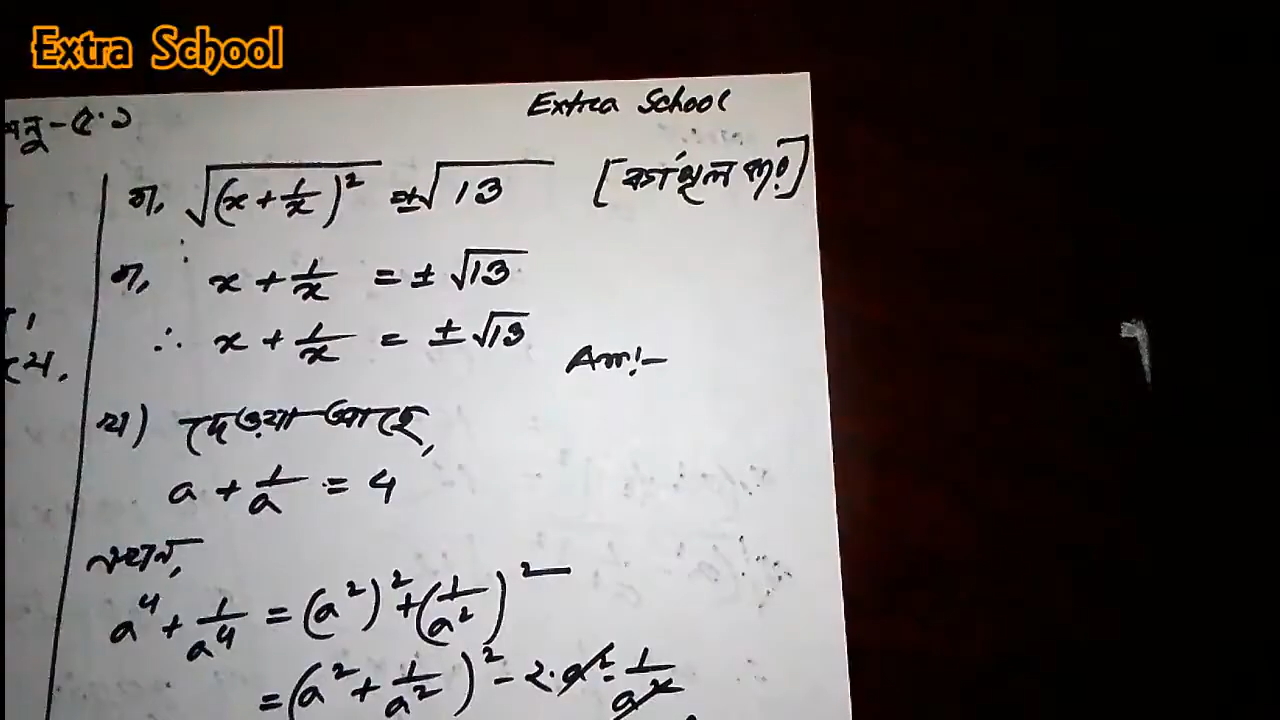 Extra School
Extra School
অনু-৫.১
বা, √(x+1/x)² = ±√13 [বর্গমূল করে]
বা, x + 1/x = ±√13
∴ x + 1/x = ±√13
Ans:-
ঘ) দেওয়া আছে,
a + 1/a = 4
এখন,
a⁴ + 1/a⁴ = (a²)² + (1/a²)²
= (a² + 1/a²)² - 2·a²·1/a²